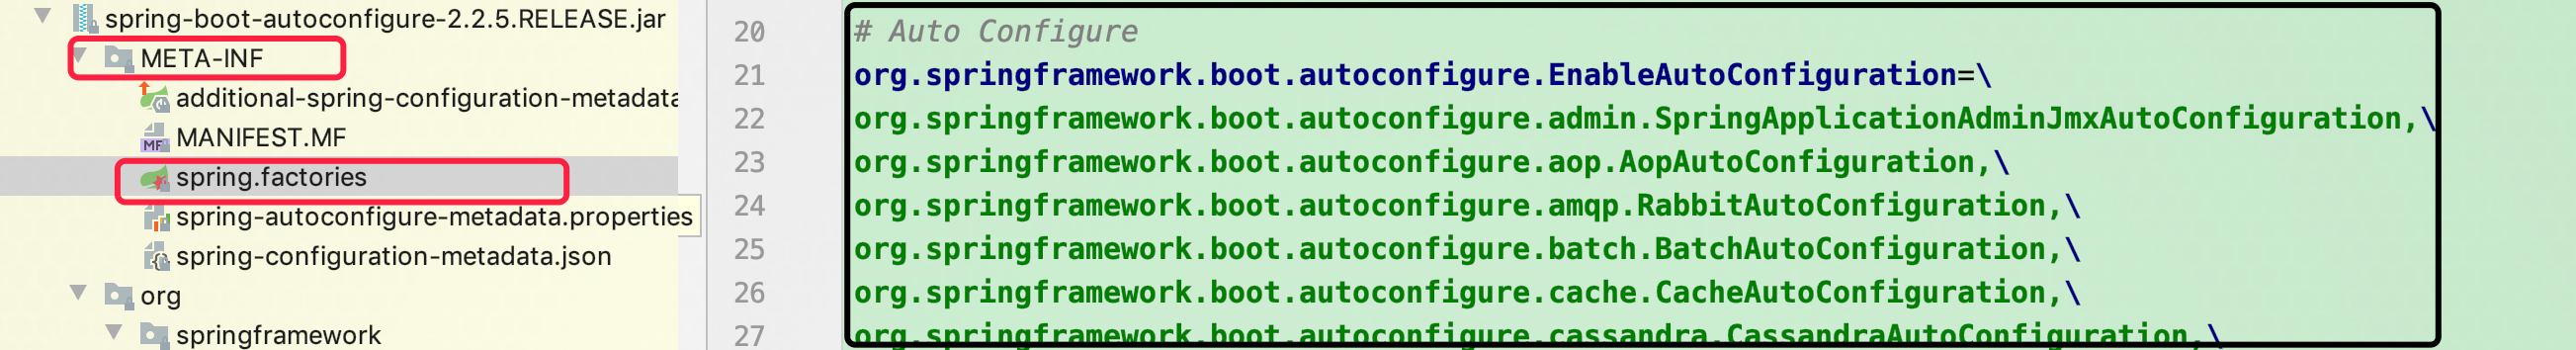 spring-boot-autoconfigure-2.2.5.RELEASE.jar
META-INF
additional-spring-configuration-metadata
MANIFEST.MF
spring.factories
spring-autoconfigure-metadata.properties
spring-configuration-metadata.json
org
springframework
20 # Auto Configure
21 org.springframework.boot.autoconfigure.EnableAutoConfiguration=\
22 org.springframework.boot.autoconfigure.admin.SpringApplicationAdminJmxAutoConfiguration,\
23 org.springframework.boot.autoconfigure.aop.AopAutoConfiguration,\
24 org.springframework.boot.autoconfigure.amqp.RabbitAutoConfiguration,\
25 org.springframework.boot.autoconfigure.batch.BatchAutoConfiguration,\
26 org.springframework.boot.autoconfigure.cache.CacheAutoConfiguration,\
27 org.springframework.boot.autoconfigure.cassandra.CassandraAutoConfiguration,\